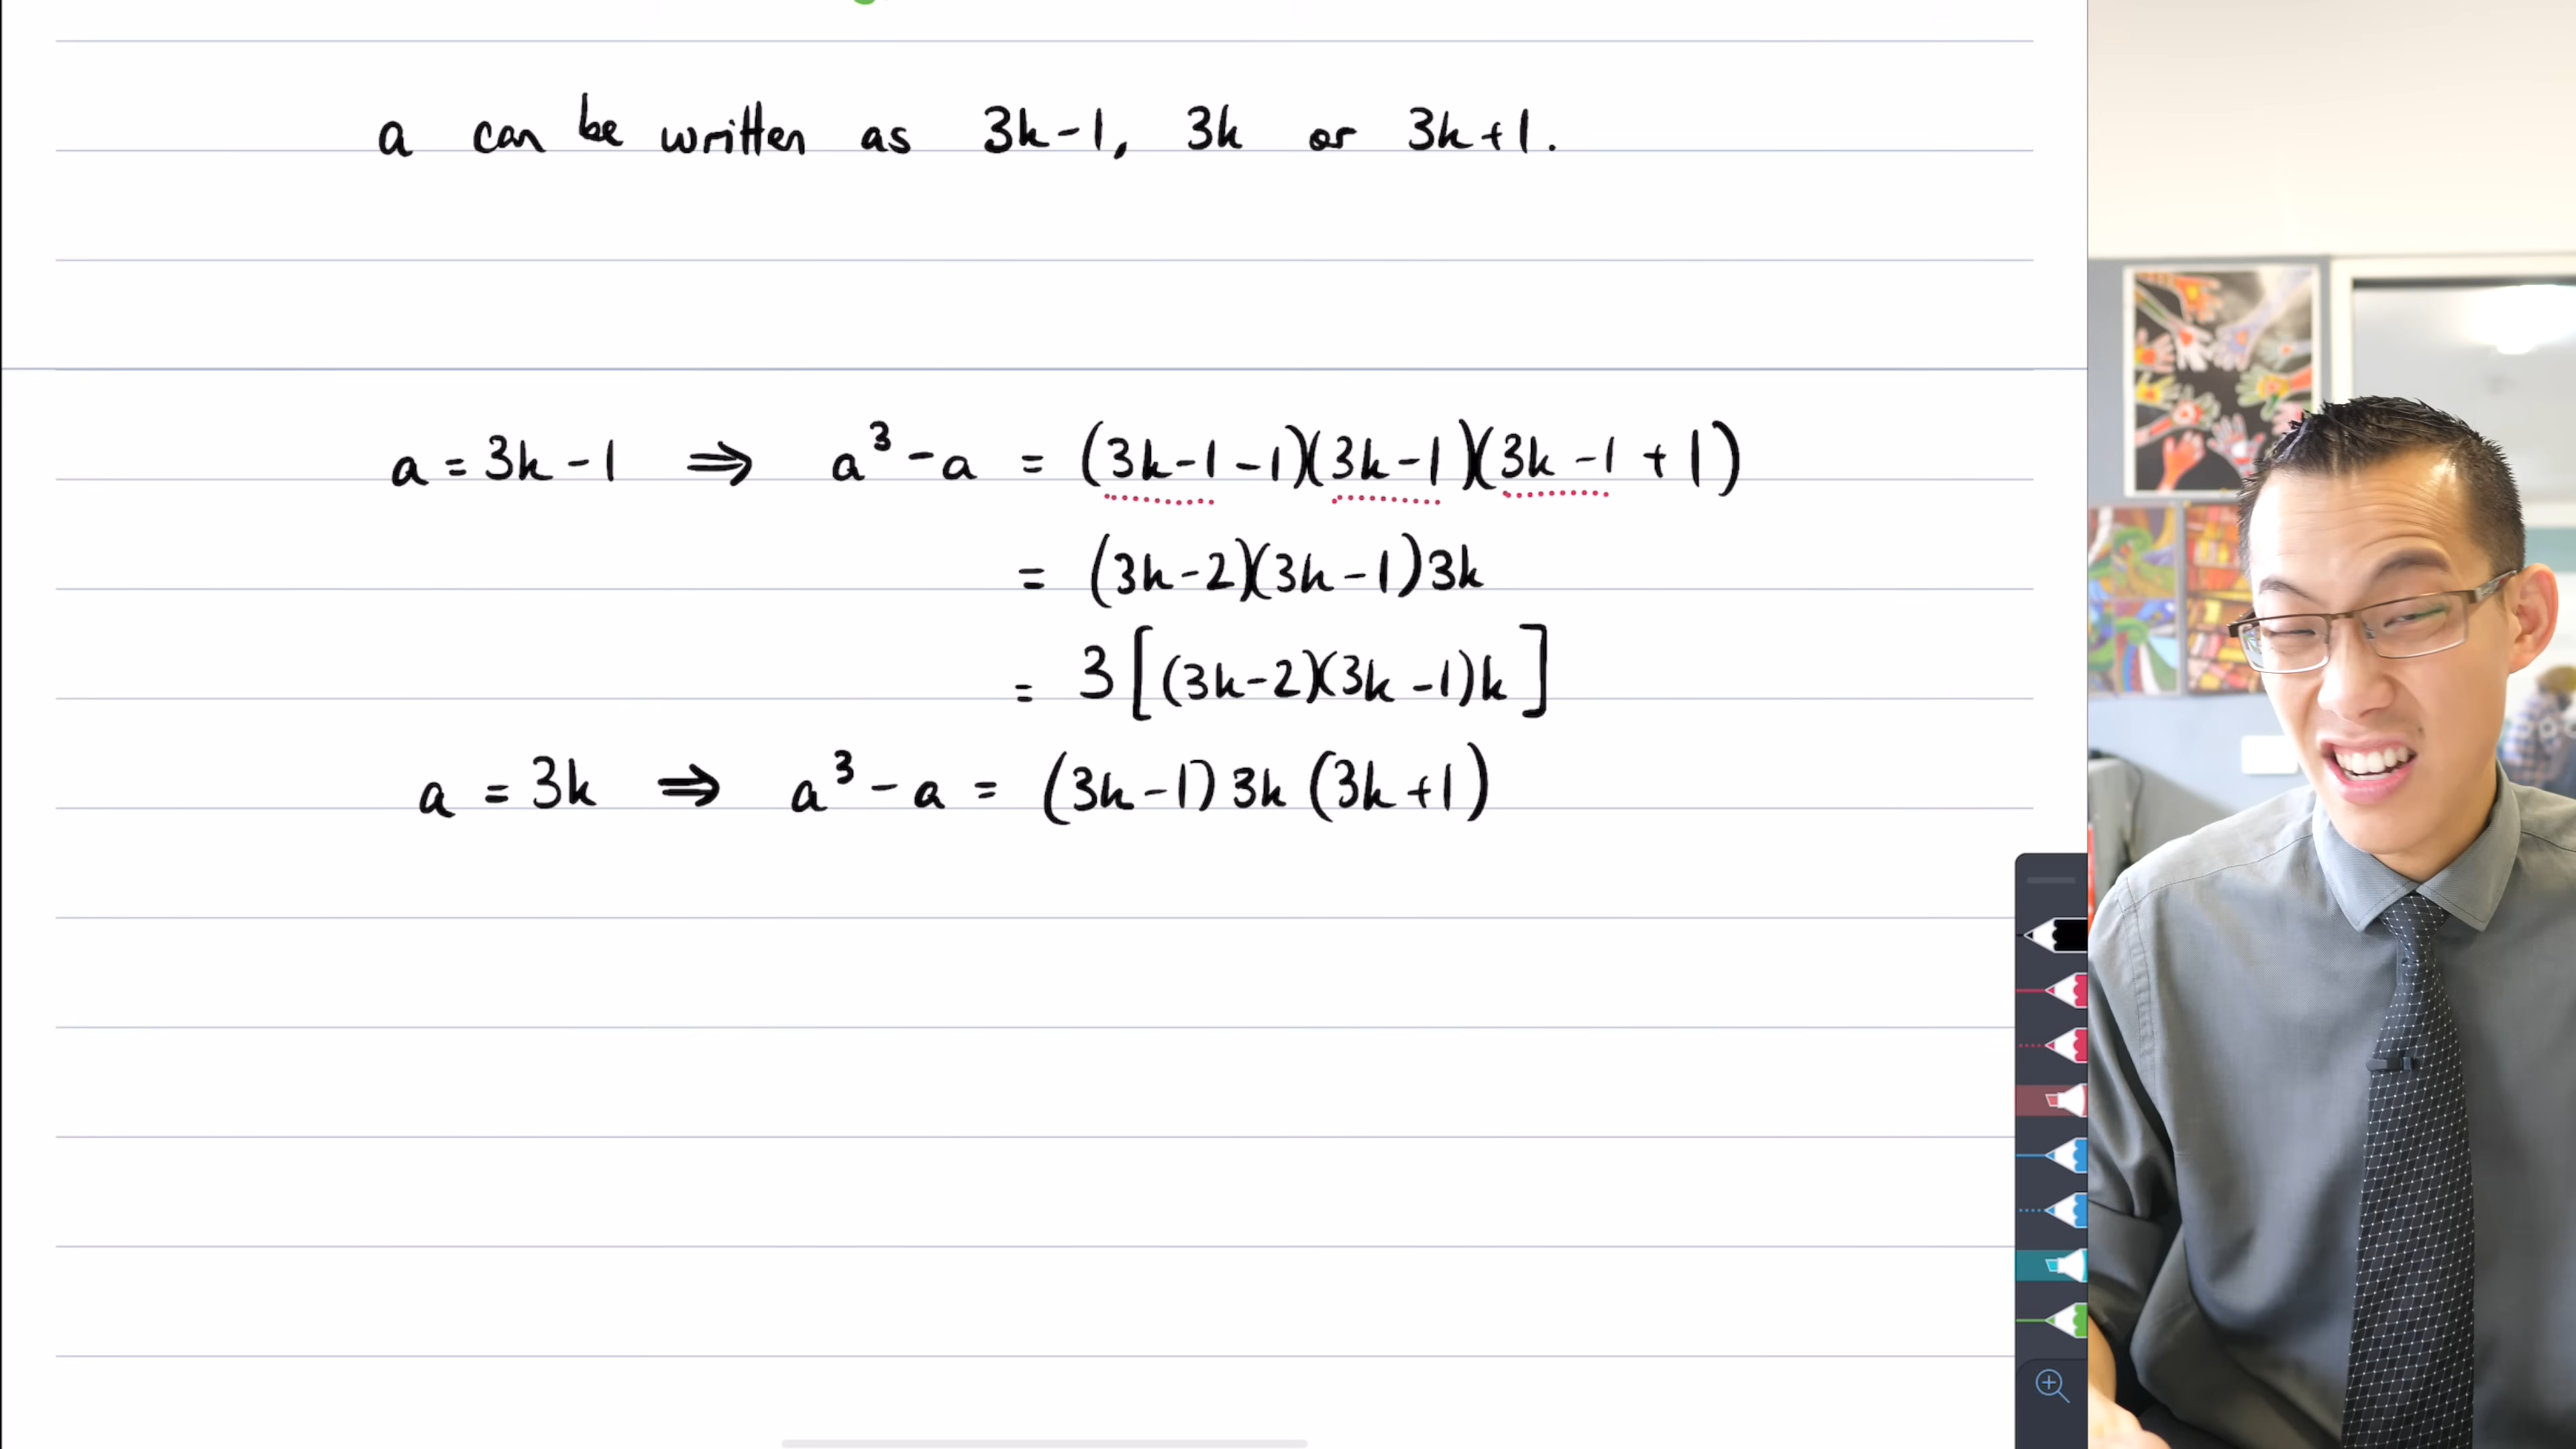 a can be written as 3k-1, 3k or 3k+1.
a = 3k-1 ⇒ a³-a = (3k-1-1)(3k-1)(3k-1+1)
= (3k-2)(3k-1)3k
= 3[(3k-2)(3k-1)k]
a = 3k ⇒ a³-a = (3k-1)3k(3k+1)